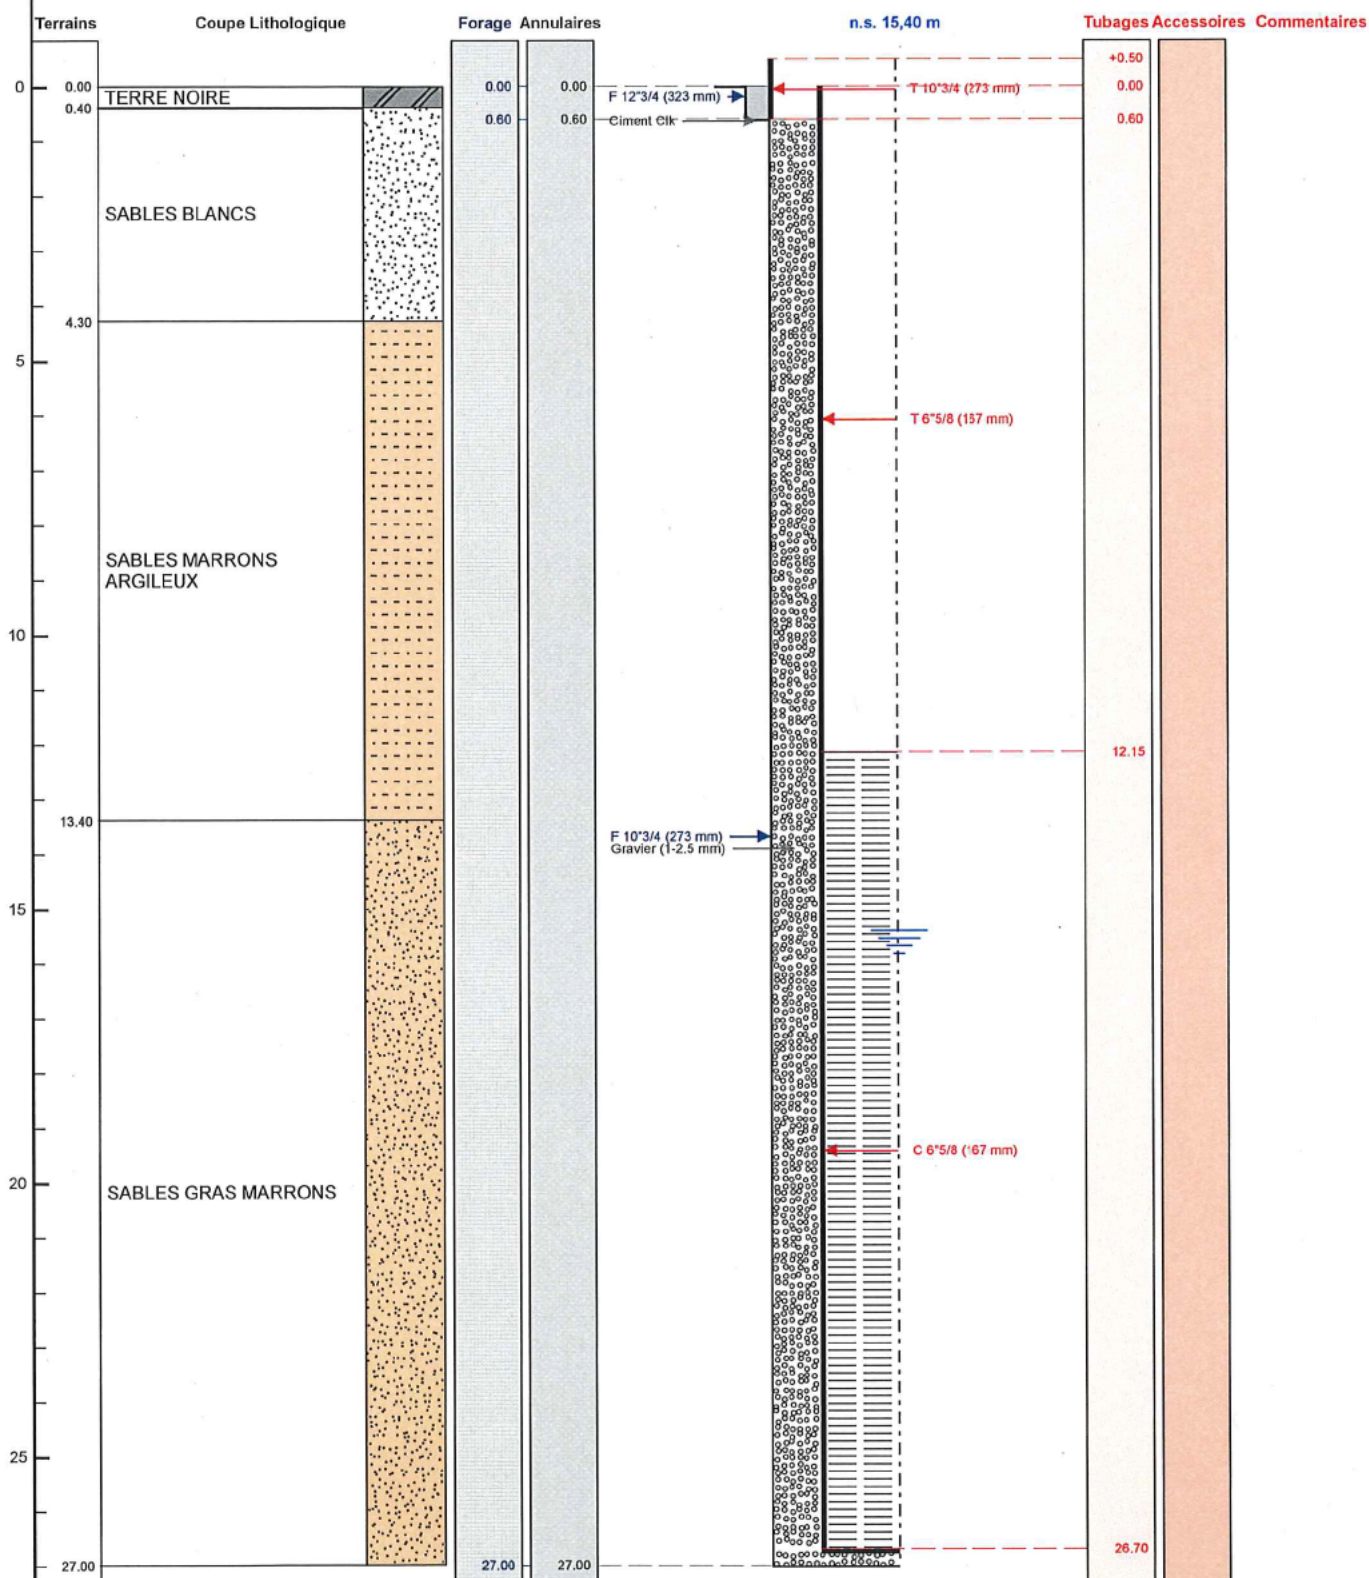 Terrains Coupe Lithologique Forage Annulaires n.s. 15,40 m Tubages Accessoires Commentaires
+0.50
0 0.00 TERRE NOIRE 0.00 0.00 F 12"3/4 (323 mm) T 10"3/4 (273 mm) 0.00
0.40
0.60 0.60 Ciment Clk 0.60
SABLES BLANCS
4.30
5
T 6"5/8 (167 mm)
SABLES MARRONS
ARGILEUX
10
12.15
13.40
F 10"3/4 (273 mm)
Gravier (1-2.5 mm)
15
C 6"5/8 (167 mm)
20
SABLES GRAS MARRONS
25
26.70
27.00 27.00 27.00